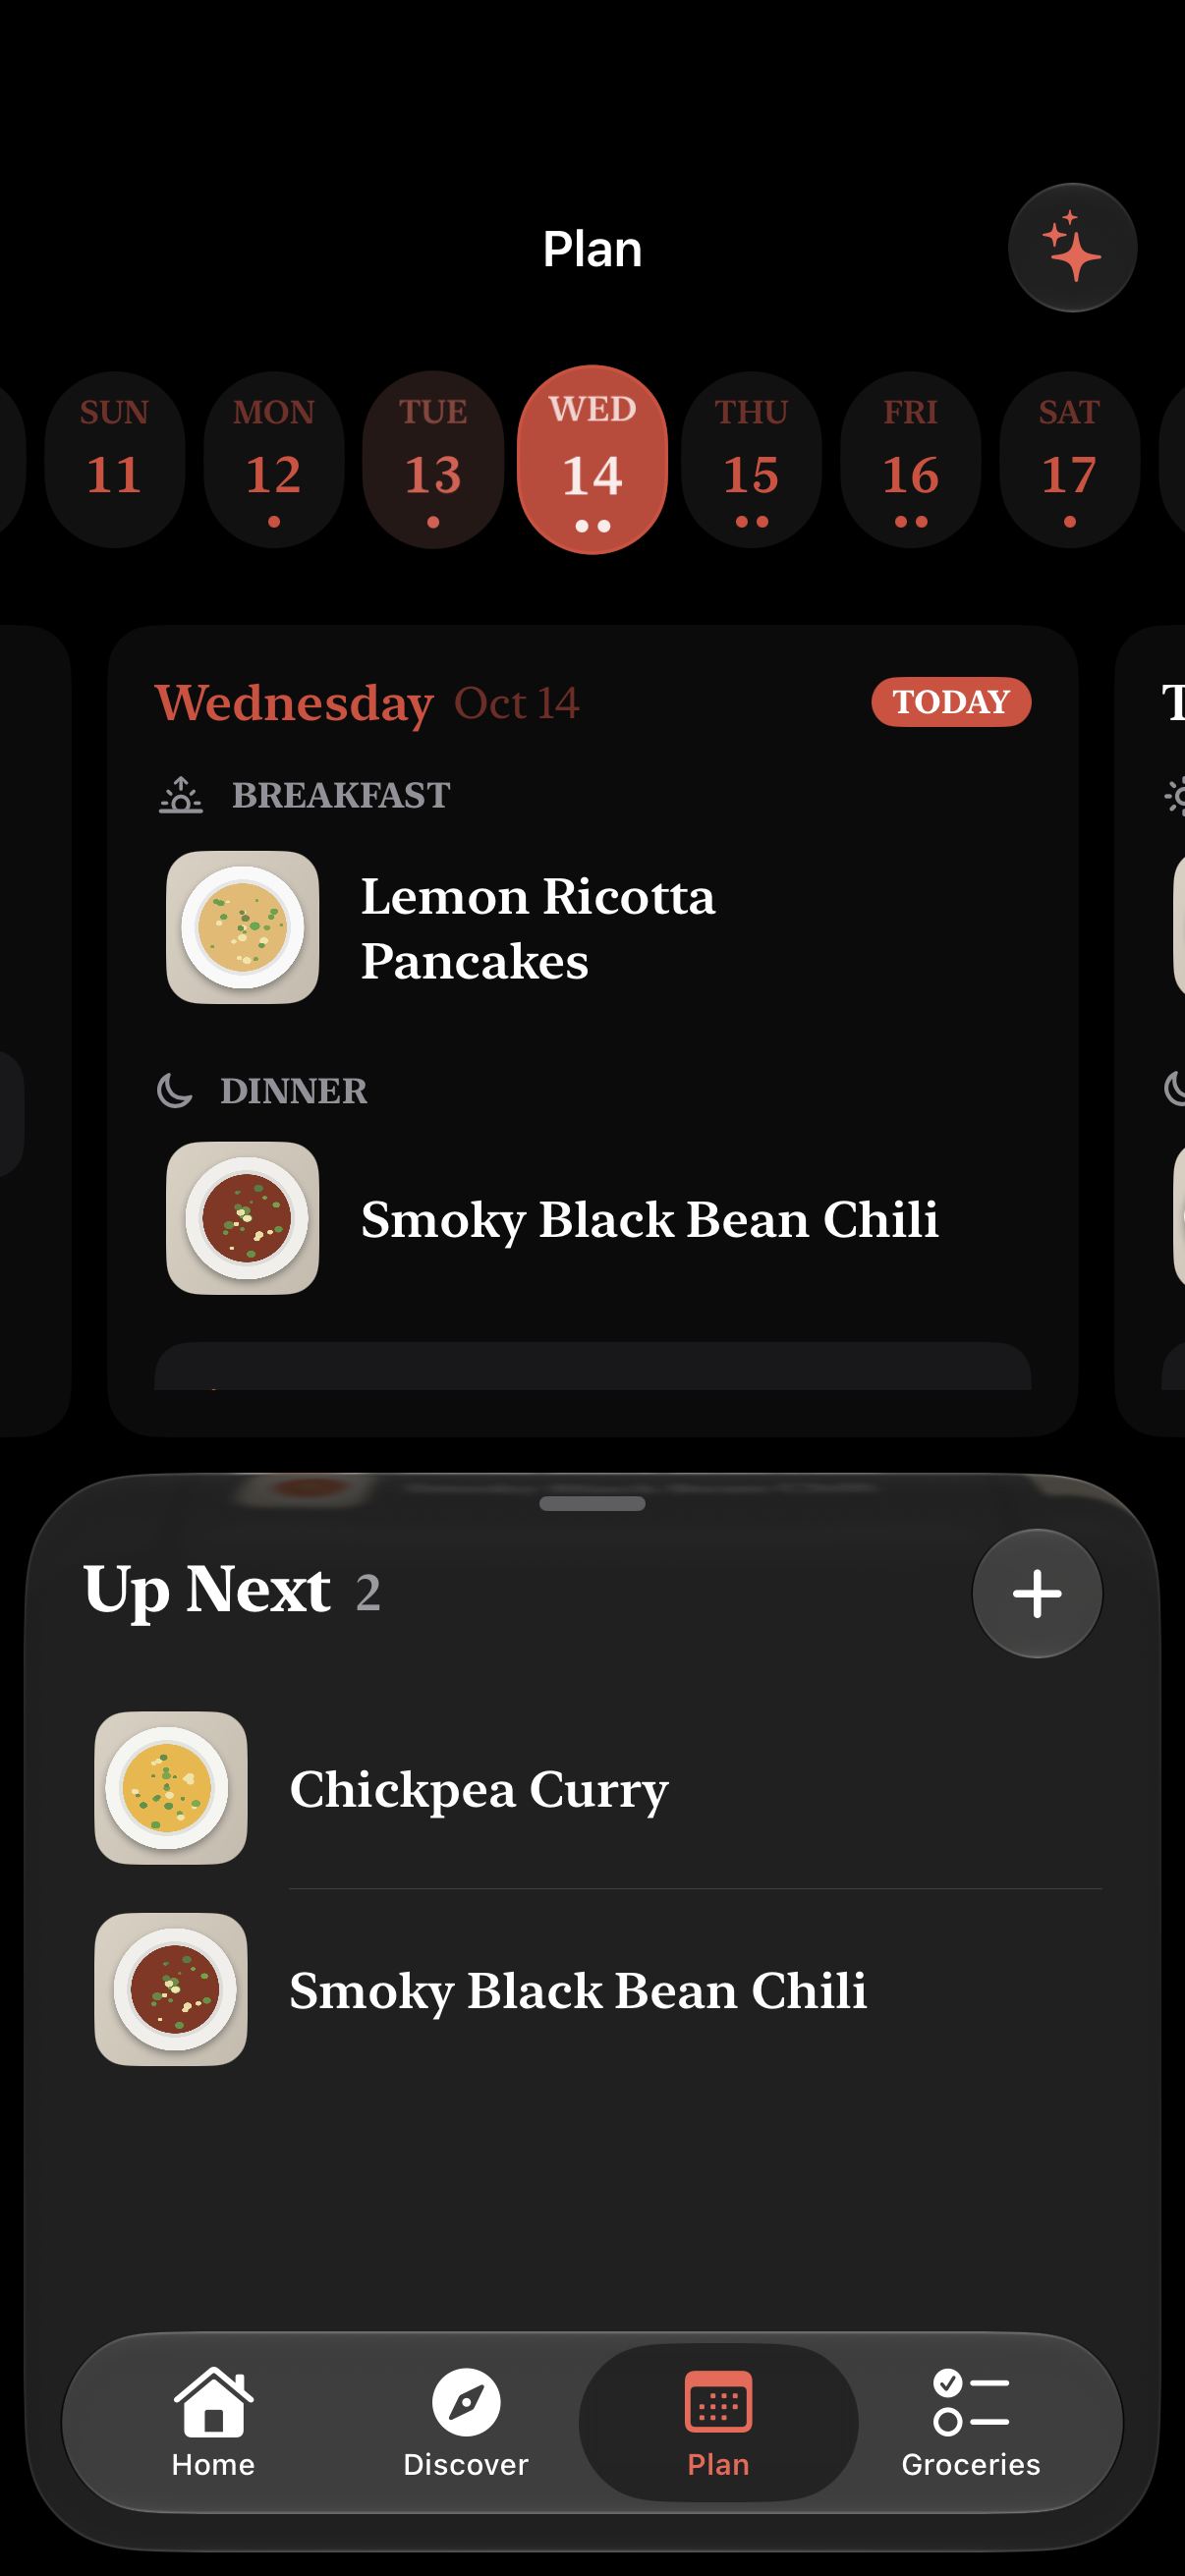 Plan
SUN MON TUE WED THU FRI SAT
11 12 13 14 15 16 17
Wednesday Oct 14 TODAY
BREAKFAST
Lemon Ricotta
Pancakes
DINNER
Smoky Black Bean Chili
Up Next 2
Chickpea Curry
Smoky Black Bean Chili
Home Discover Plan Groceries